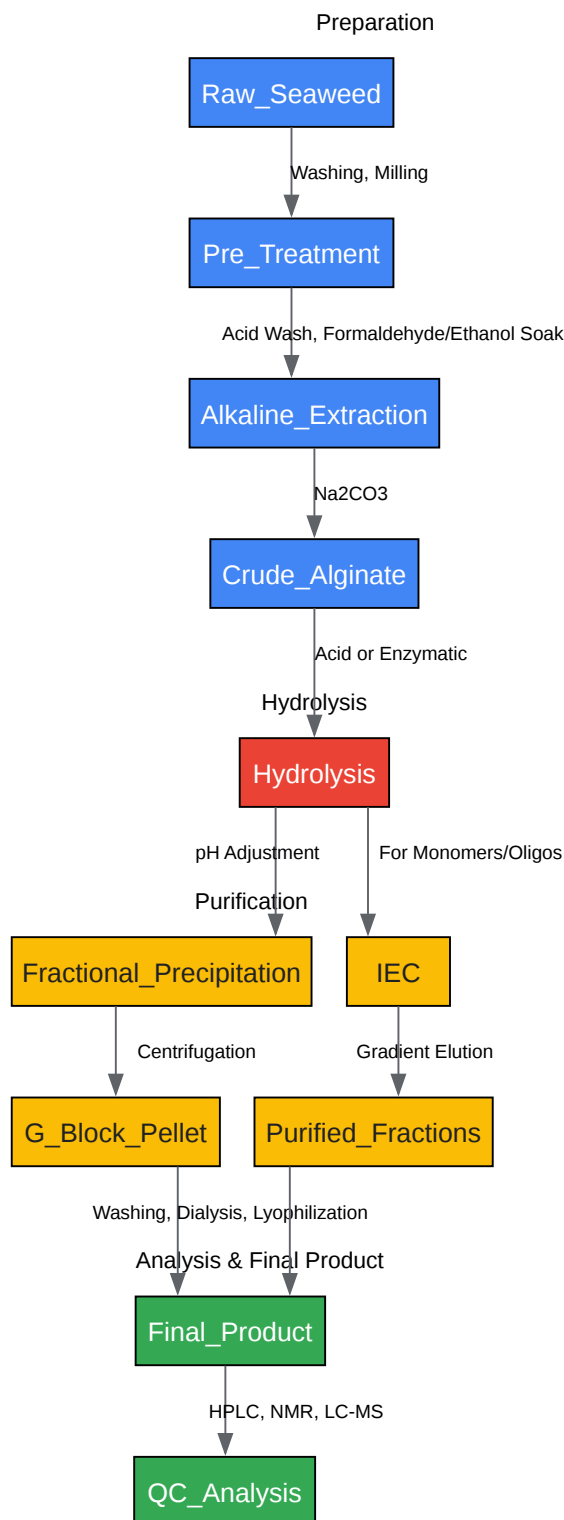 Preparation
Raw_Seaweed
Washing, Milling
Pre_Treatment
Acid Wash, Formaldehyde/Ethanol Soak
Alkaline_Extraction
Na2CO3
Crude_Alginate
Acid or Enzymatic
Hydrolysis
Hydrolysis
pH Adjustment
For Monomers/Oligos
Purification
Fractional_Precipitation
IEC
Centrifugation
Gradient Elution
G_Block_Pellet
Purified_Fractions
Washing, Dialysis, Lyophilization
Analysis & Final Product
Final_Product
HPLC, NMR, LC-MS
QC_Analysis